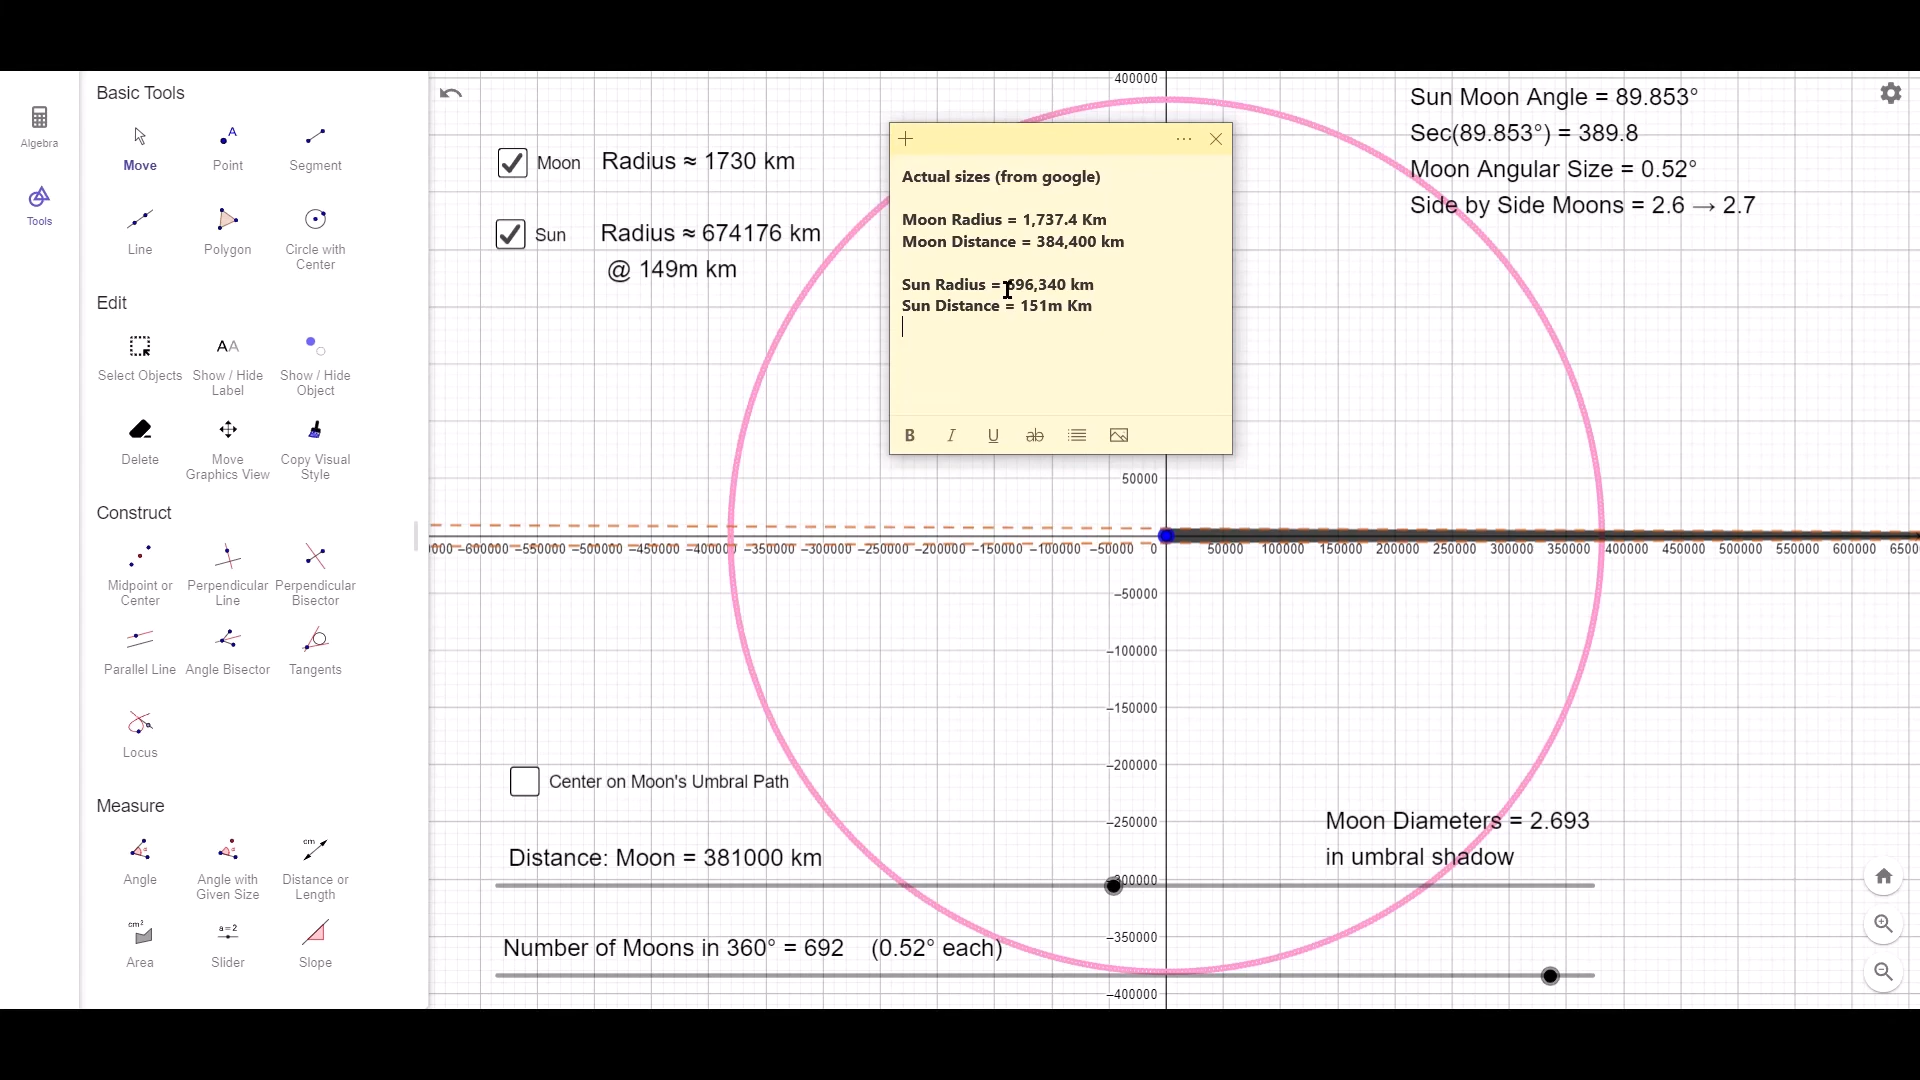 Algebra
Tools
Basic Tools
Move
Point
Segment
Line
Polygon
Circle with
Center
Edit
Select Objects
Show / Hide
Label
Show / Hide
Object
Delete
Move
Graphics View
Copy Visual
Style
Construct
Midpoint or
Center
Perpendicular
Line
Perpendicular
Bisector
Parallel Line
Angle Bisector
Tangents
Locus
Measure
Angle
Angle with
Given Size
Distance or
Length
Area
Slider
Slope
Moon Radius ≈ 1730 km
Sun Radius ≈ 674176 km
@ 149m km
Actual sizes (from google)
Moon Radius = 1,737.4 Km
Moon Distance = 384,400 km
Sun Radius = 696,340 km
Sun Distance = 151m Km
B I U ab
Sun Moon Angle = 89.853°
Sec(89.853°) = 389.8
Moon Angular Size = 0.52°
Side by Side Moons = 2.6 → 2.7
400000
50000
−600000 −550000 −500000 −450000 −400000 −350000 −300000 −250000 −200000 −150000 −100000 −50000 0 50000 100000 150000 200000 250000 300000 350000 400000 450000 500000 550000 600000
−50000
−100000
−150000
−200000
−250000
−350000
−400000
Center on Moon's Umbral Path
Distance: Moon = 381000 km
Number of Moons in 360° = 692 (0.52° each)
Moon Diameters = 2.693
in umbral shadow